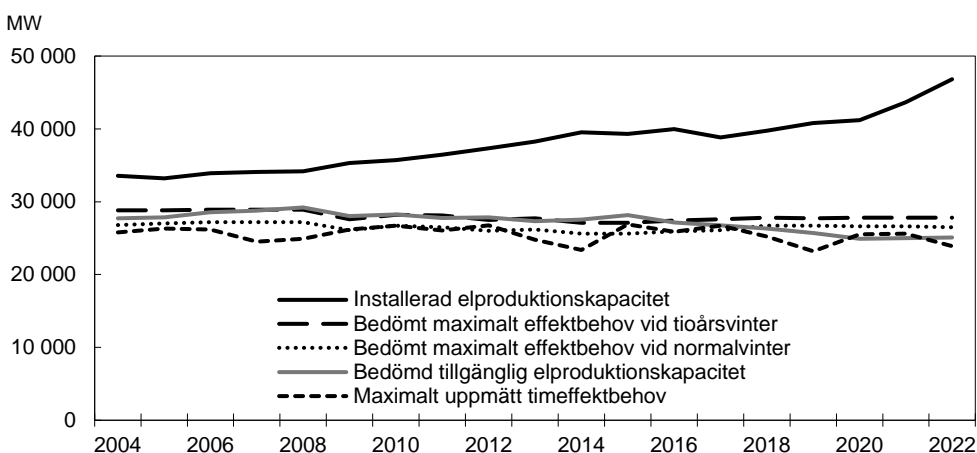 MW
50 000
40 000
30 000
20 000
10 000
0
Installerad elproduktionskapacitet
Bedömt maximalt effektbehov vid tioårsvinter
Bedömt maximalt effektbehov vid normalvinter
Bedömd tillgänglig elproduktionskapacitet
Maximalt uppmätt timeffektbehov
2004 2006 2008 2010 2012 2014 2016 2018 2020 2022